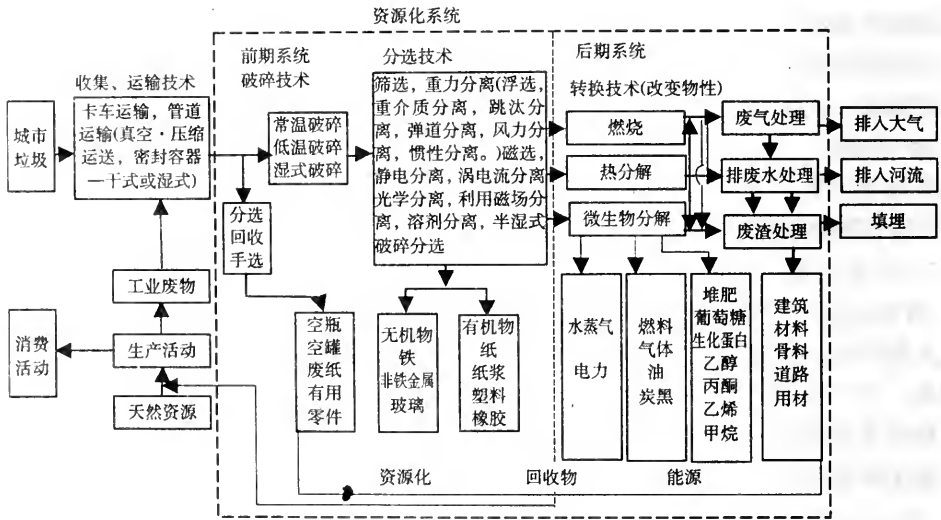 资源化系统
前期系统
破碎技术
分选技术
后期系统
转换技术(改变物性)
收集、运输技术
城市
垃圾
卡车运输，管道
运输(真空·压缩
运送，密封容器
—干式或湿式)
常温破碎
低温破碎
湿式破碎
筛选，重力分离(浮选，
重介质分离，跳汰分
离，弹道分离，风力分
离，惯性分离。)磁选，
静电分离，涡电流分离
光学分离，利用磁场分
离，溶剂分离，半湿式
破碎分选
燃烧
热分解
微生物分解
废气处理
排废水处理
废渣处理
排入大气
排入河流
填埋
分选
回收
手选
工业废物
生产活动
天然资源
消费
活动
空瓶
空罐
废纸
有用
零件
无机物
铁
非铁金属
玻璃
有机物
纸
纸浆
塑料
橡胶
水蒸气
电力
燃料
气体
油
炭黑
堆肥
葡萄糖
生化蛋白
乙醇
丙酮
乙烯
甲烷
建筑
材料
骨料
道路
用材
资源化
回收物
能源